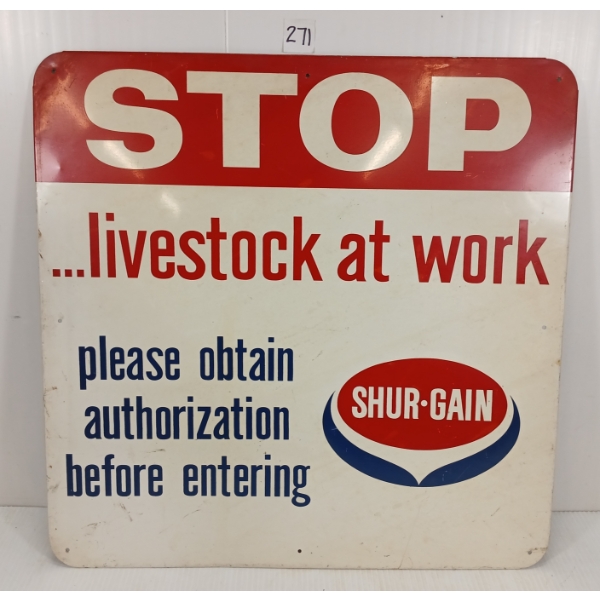 271
STOP
...livestock at work
please obtain
authorization
before entering
SHUR·GAIN